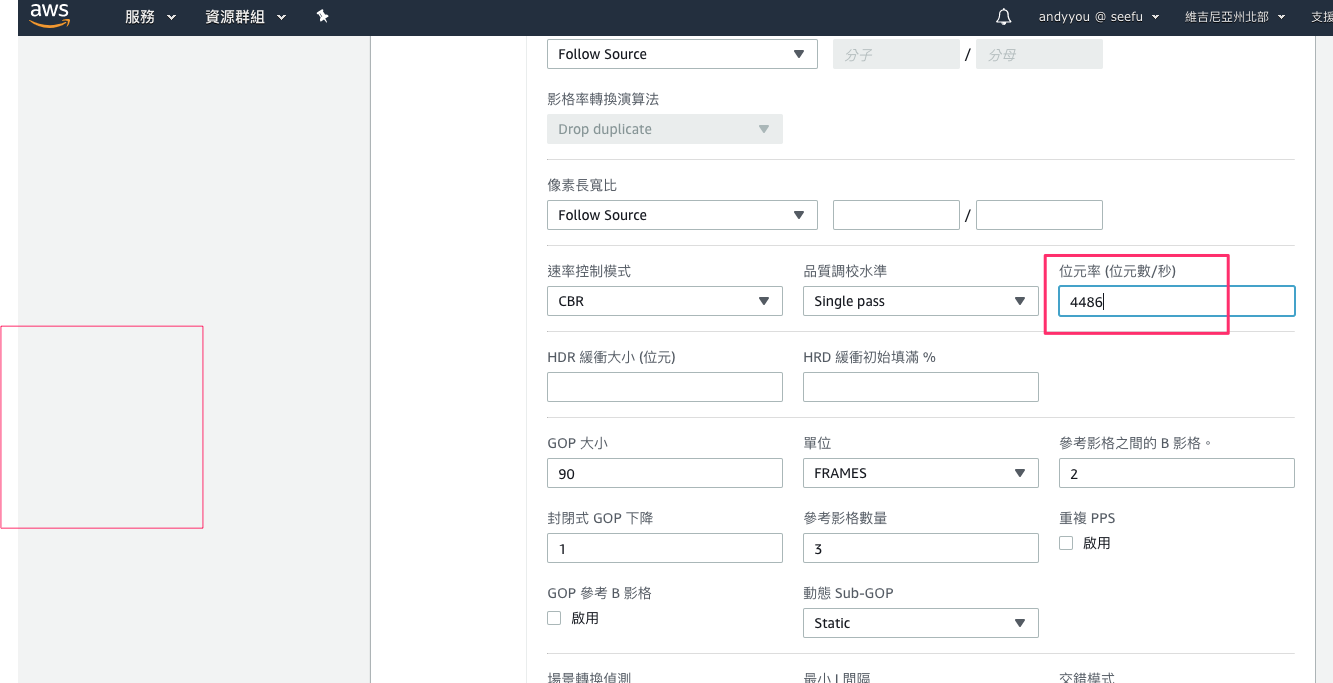 aws 服務 資源群組 andyyou @ seefu 維吉尼亞州北部 支援
Follow Source 分子 / 分母
影格率轉換演算法
Drop duplicate
像素長寬比
Follow Source /
速率控制模式 品質調校水準 位元率 (位元數/秒)
CBR Single pass 4486
HDR 緩衝大小 (位元) HRD 緩衝初始填滿 %
GOP 大小 單位 參考影格之間的 B 影格。
90 FRAMES 2
封閉式 GOP 下降 參考影格數量 重複 PPS
1 3 啟用
GOP 參考 B 影格 動態 Sub-GOP
啟用 Static
場景轉換偵測 最小 I 間隔 交錯模式